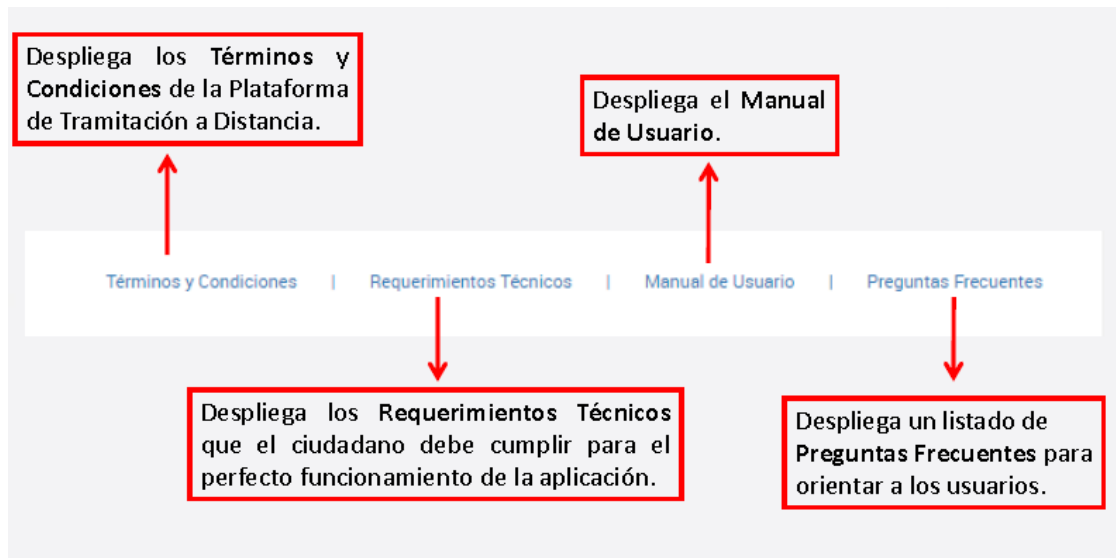 Despliega los Términos y
Condiciones de la Plataforma
de Tramitación a Distancia.
Despliega el Manual
de Usuario.
Términos y Condiciones | Requerimientos Técnicos | Manual de Usuario | Preguntas Frecuentes
Despliega los Requerimientos Técnicos
que el ciudadano debe cumplir para el
perfecto funcionamiento de la aplicación.
Despliega un listado de
Preguntas Frecuentes para
orientar a los usuarios.